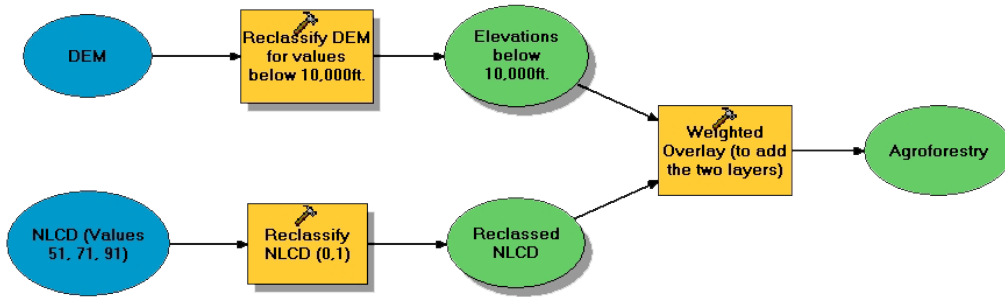 DEM
Reclassify DEM
for values
below 10,000ft.
Elevations
below
10,000ft.
Weighted
Overlay (to add
the two layers)
Agroforestry
NLCD (Values
51, 71, 91)
Reclassify
NLCD (0,1)
Reclassed
NLCD